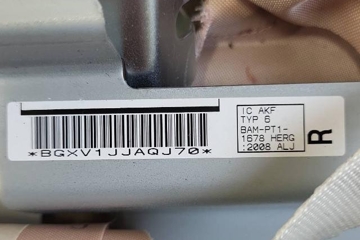 *BGXV1JJAQJ70*
IC AKF
TYP 6
BAM-PT1-
1678 HERG
:2008 ALJ
R